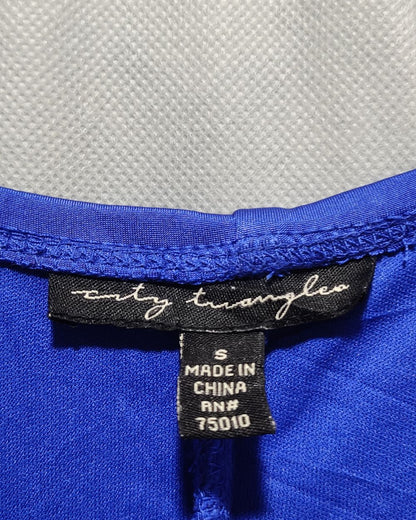 city triangles
S
MADE IN
CHINA
RN#
75010